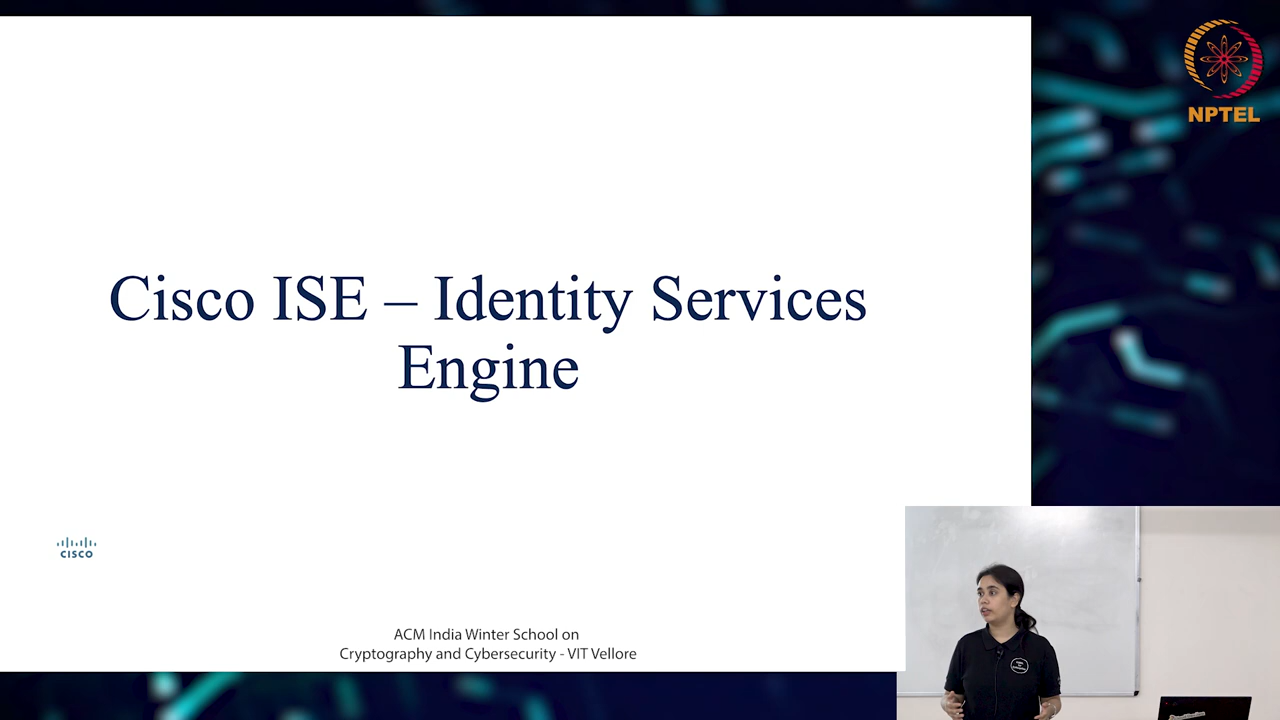 NPTEL
Cisco ISE – Identity Services
Engine
CISCO
ACM India Winter School on
Cryptography and Cybersecurity - VIT Vellore